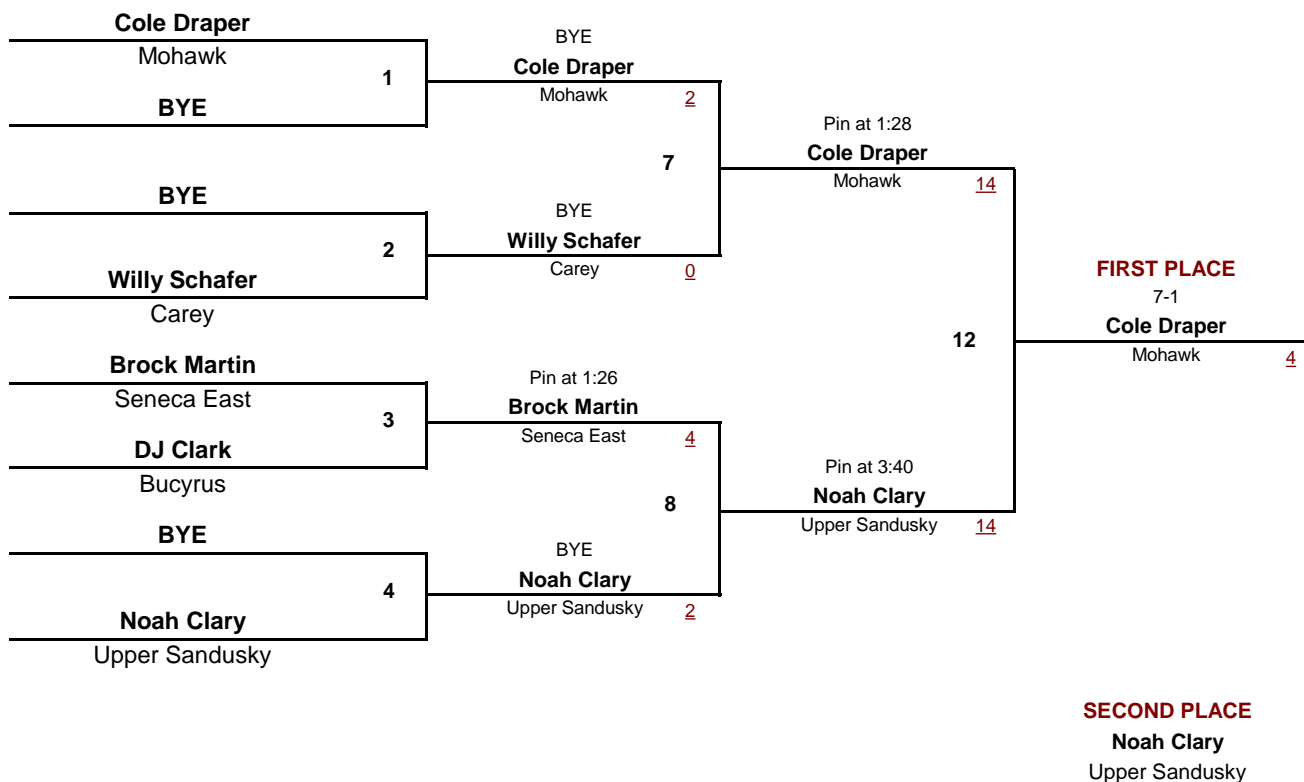 Cole Draper
Mohawk
1
BYE
BYE
2
Willy Schafer
Carey
Brock Martin
Seneca East
3
DJ Clark
Bucyrus
BYE
4
Noah Clary
Upper Sandusky
BYE
Cole Draper
Mohawk 2
7
BYE
Willy Schafer
Carey 0
Pin at 1:26
Brock Martin
Seneca East 4
8
BYE
Noah Clary
Upper Sandusky 2
Pin at 1:28
Cole Draper
Mohawk 14
12
Pin at 3:40
Noah Clary
Upper Sandusky 14
FIRST PLACE
7-1
Cole Draper
Mohawk 4
SECOND PLACE
Noah Clary
Upper Sandusky